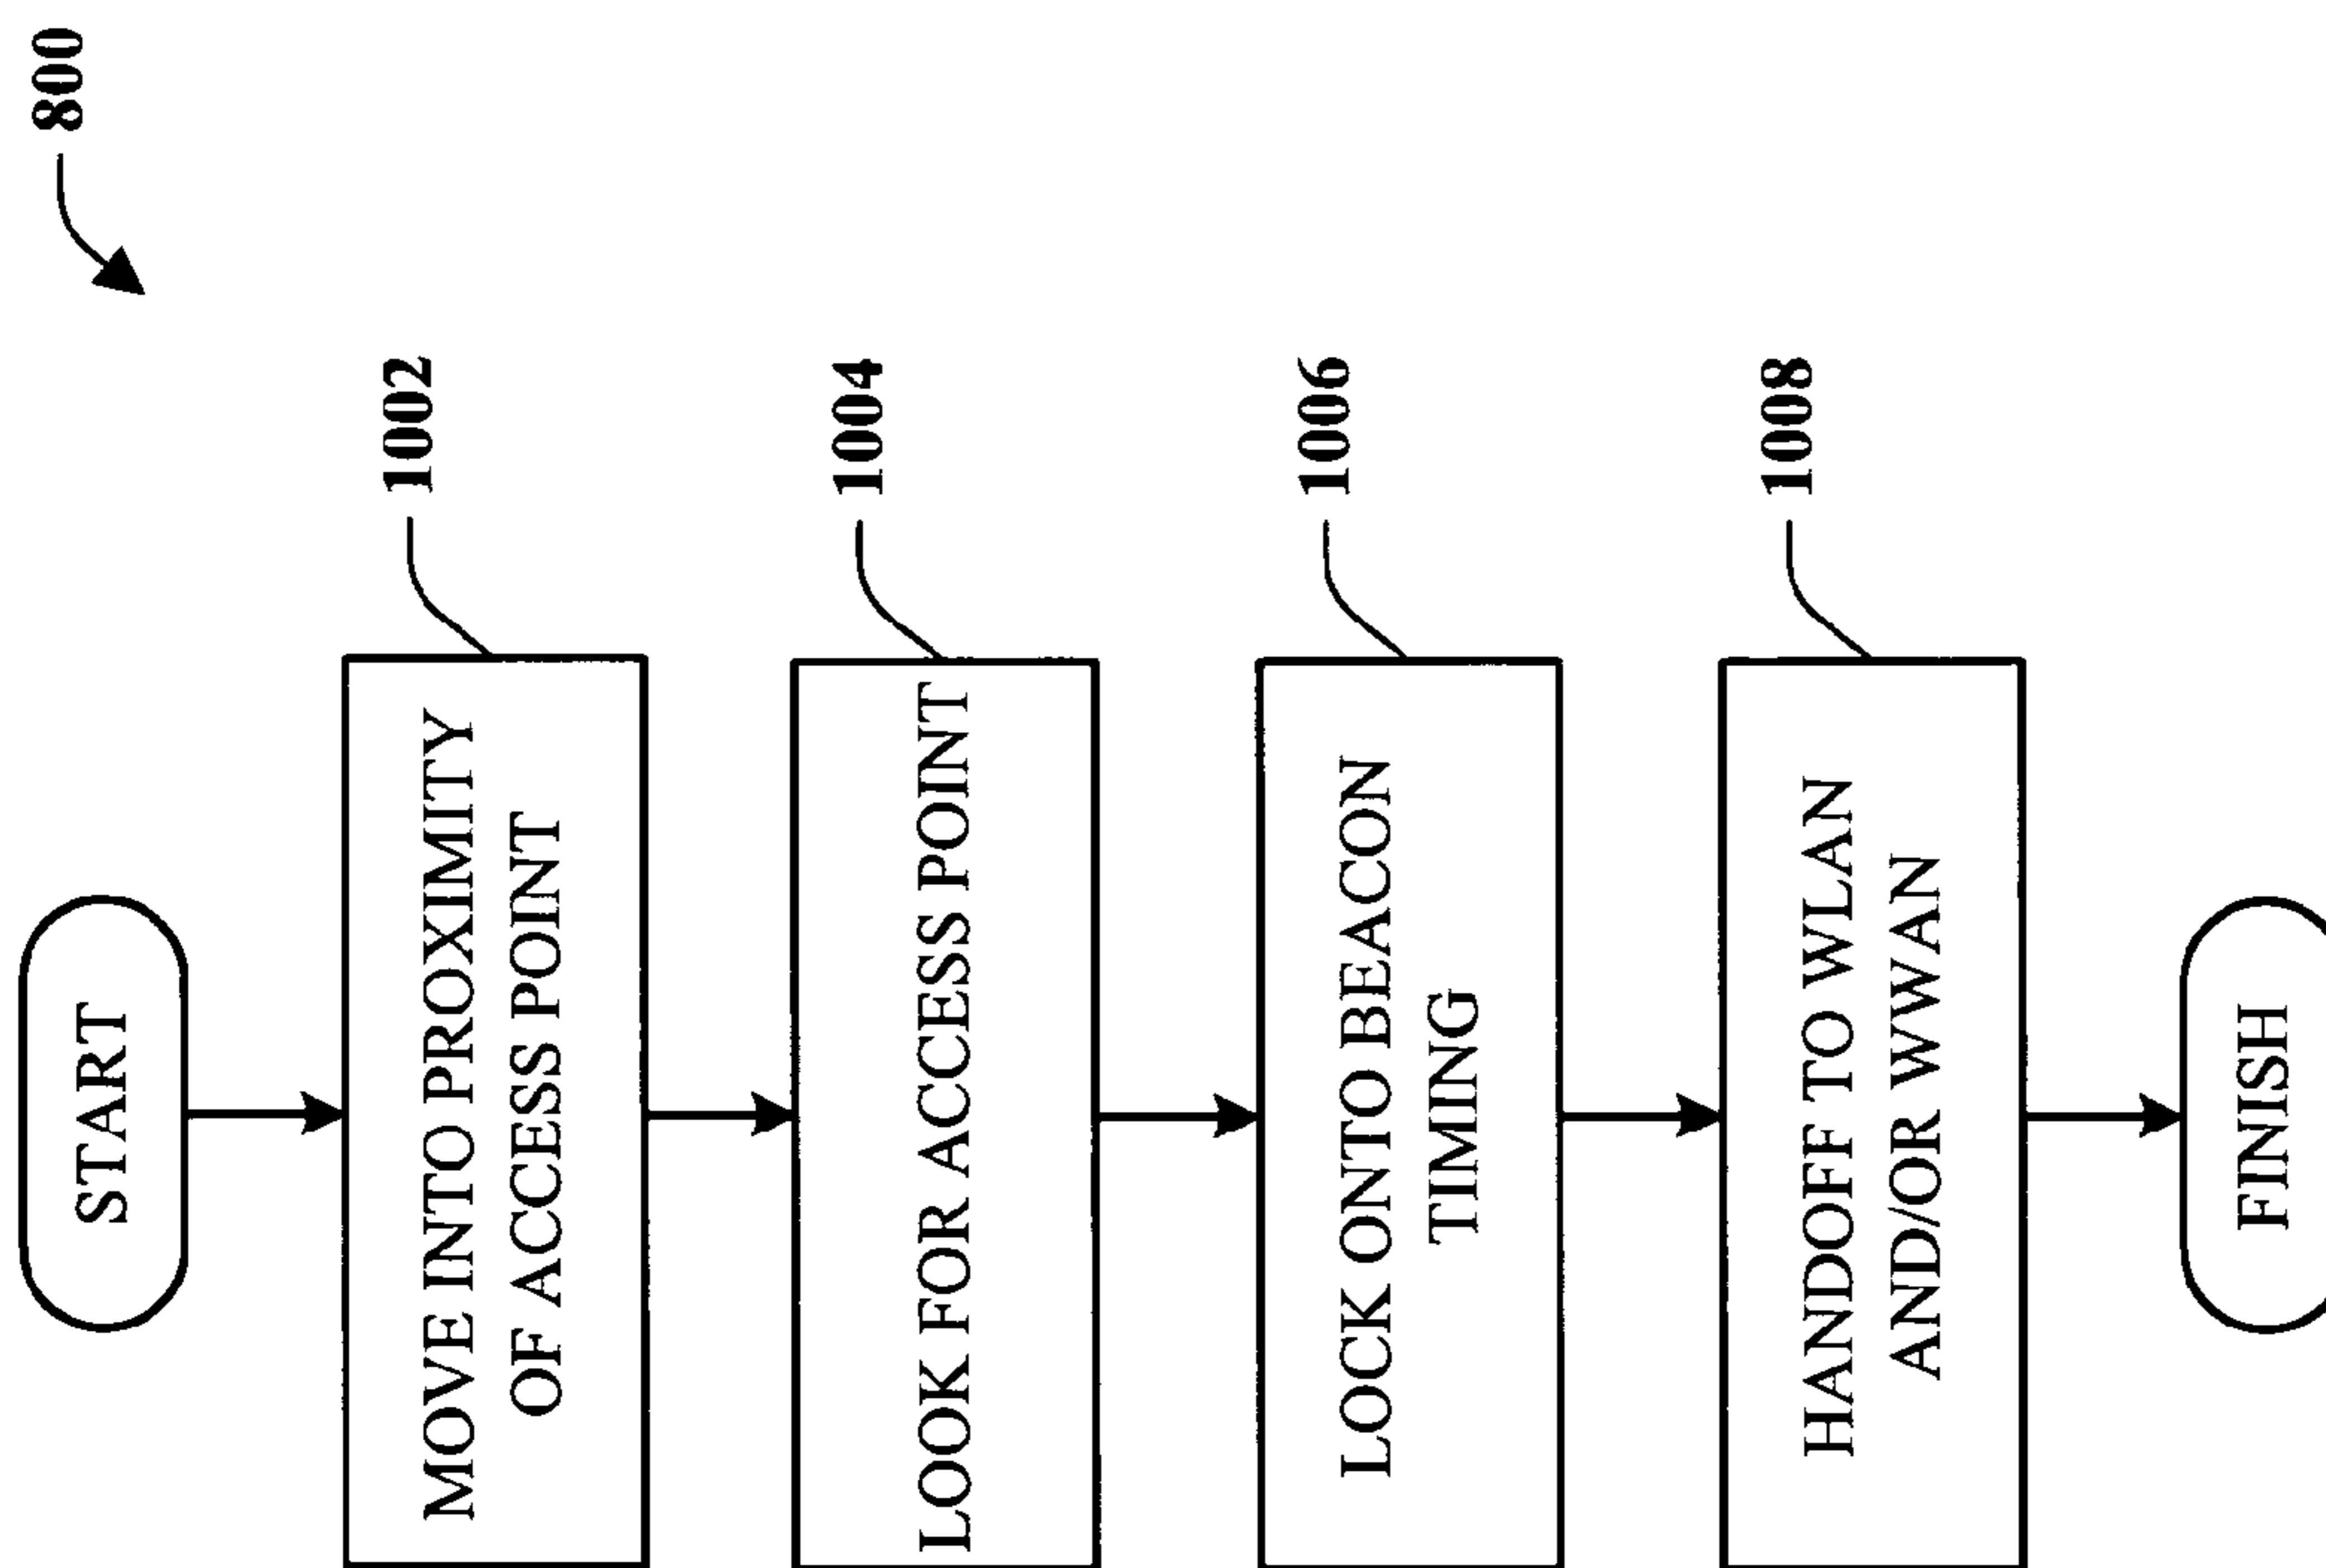 800
START
1002
MOVE INTO PROXIMITY
OF ACCESS POINT
1004
LOOK FOR ACCESS POINT
1006
LOCK ONTO BEACON
TIMING
1008
HANDOFF TO WLAN
AND/OR WWAN
FINISH